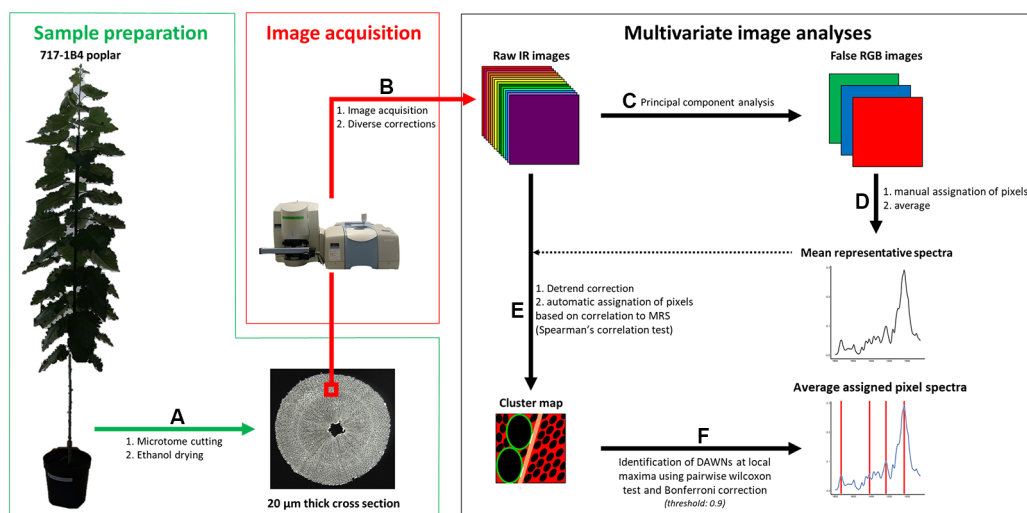 Sample preparation
717-1B4 poplar
A
1. Microtome cutting
2. Ethanol drying
20 µm thick cross section
Image acquisition
B
1. Image acquisition
2. Diverse corrections
Multivariate image analyses
Raw IR images
C Principal component analysis
False RGB images
D
1. manual assignation of pixels
2. average
Mean representative spectra
E
1. Detrend correction
2. automatic assignation of pixels
based on correlation to MRS
(Spearman's correlation test)
Cluster map
F
Identification of DAWNs at local
maxima using pairwise wilcoxon
test and Bonferroni correction
(threshold: 0.9)
Average assigned pixel spectra